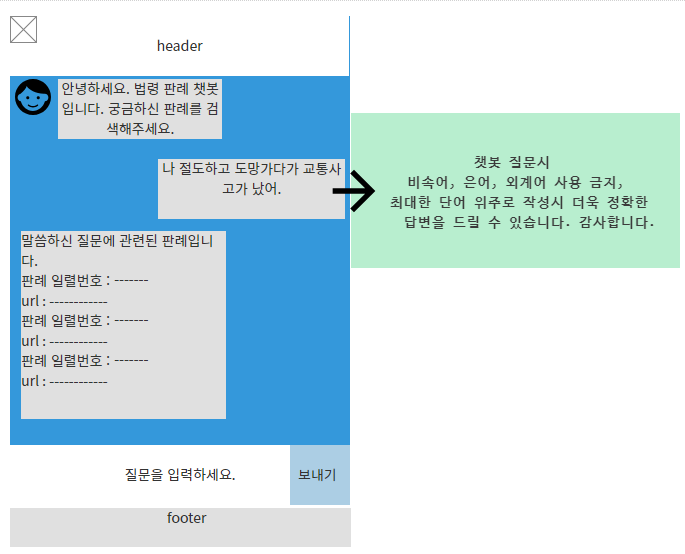 header
안녕하세요. 법령 판례 챗봇
입니다. 궁금하신 판례를 검
색해주세요.
나 절도하고 도망가다가 교통사
고가 났어.
챗봇 질문시
비속어, 은어, 외계어 사용 금지,
최대한 단어 위주로 작성시 더욱 정확한
답변을 드릴 수 있습니다. 감사합니다.
말씀하신 질문에 관련된 판례입니
다.
판례 일렬번호 : -------
url : ------------
판례 일렬번호 : -------
url : ------------
판례 일렬번호 : -------
url : ------------
질문을 입력하세요.
보내기
footer